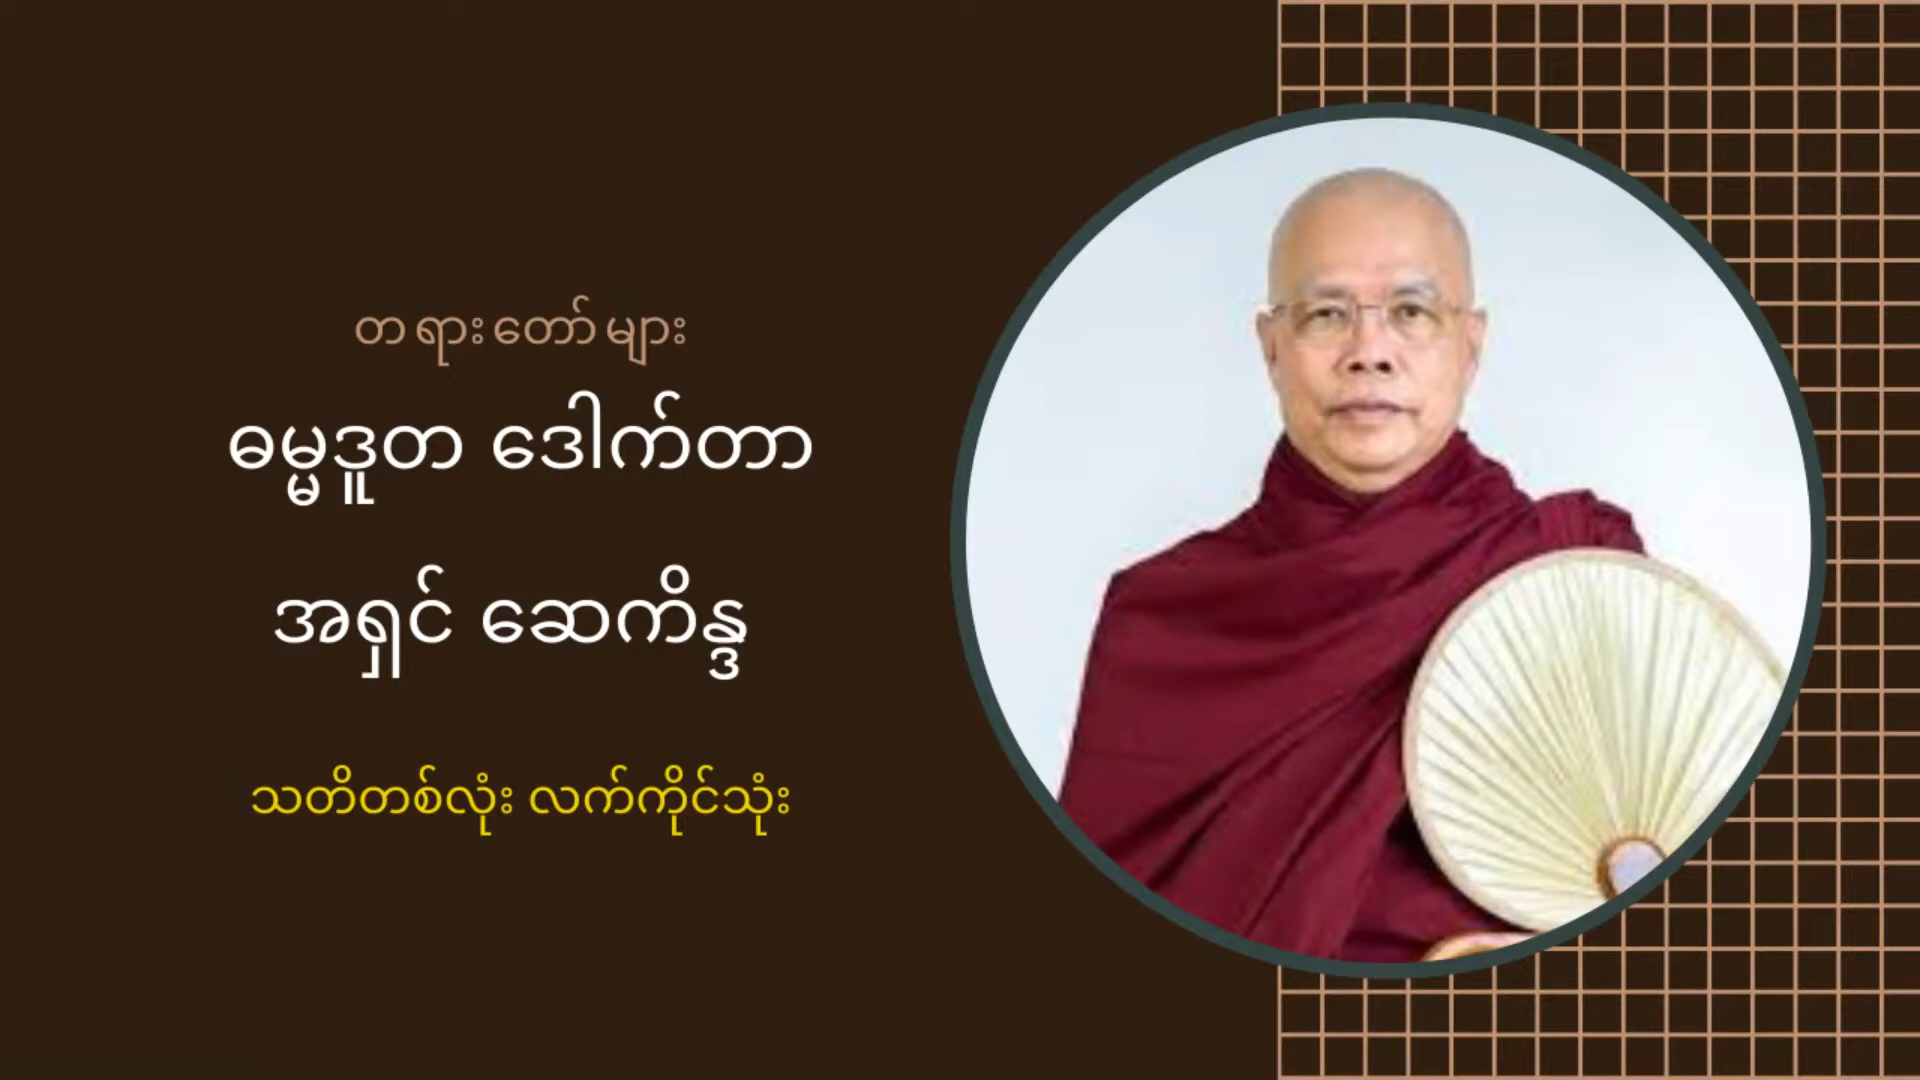 တရားတော်များ
ဓမ္မဒူတ ဒေါက်တာ
အရှင် ဆေကိန္ဒ
သတိတစ်လုံး လက်ကိုင်သုံး